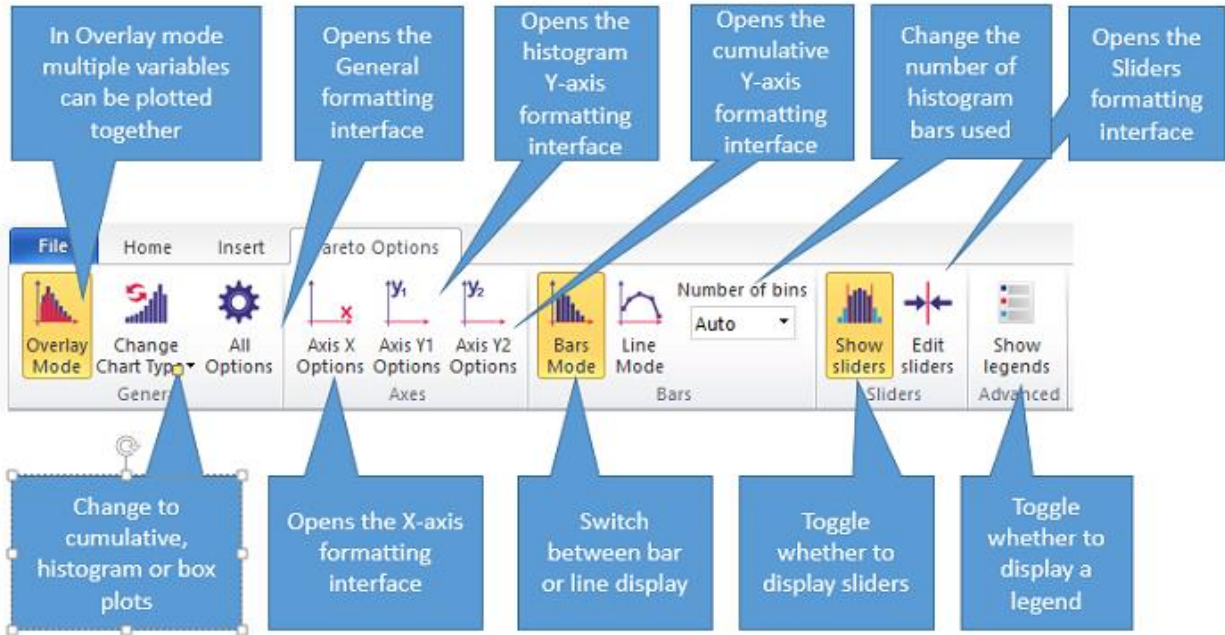 In Overlay mode
multiple variables
can be plotted
together
Opens the
General
formatting
interface
Opens the
histogram
Y-axis
formatting
interface
Opens the
cumulative
Y-axis
formatting
interface
Change the
number of
histogram
bars used
Opens the
Sliders
formatting
interface
File
Home
Insert
Pareto Options
Overlay
Mode
Change
Chart Type
All
Options
General
Axis X
Options
Axis Y1
Options
Axis Y2
Options
Axes
Bars
Mode
Line
Mode
Number of bins
Auto
Bars
Show
sliders
Edit
sliders
Sliders
Show
legends
Advanced
Change to
cumulative,
histogram or box
plots
Opens the X-axis
formatting
interface
Switch
between bar
or line display
Toggle
whether to
display sliders
Toggle
whether to
display a
legend